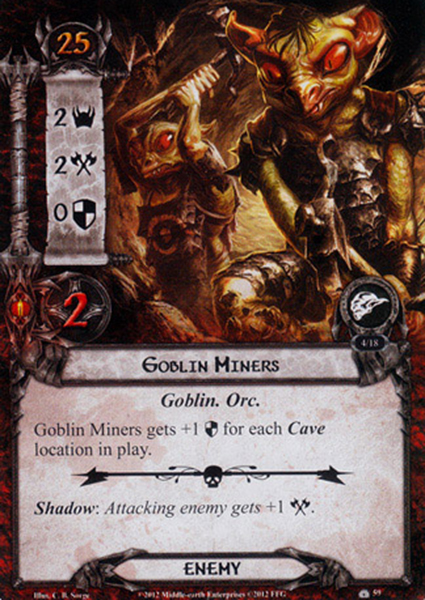 25
2
2
0
2
4/18
Goblin Miners
Goblin. Orc.
Goblin Miners gets +1 for each Cave
location in play.
Shadow: Attacking enemy gets +1 .
ENEMY
Illus. C. B. Sorge
©2012 Middle-earth Enterprises ©2012 FFG
59